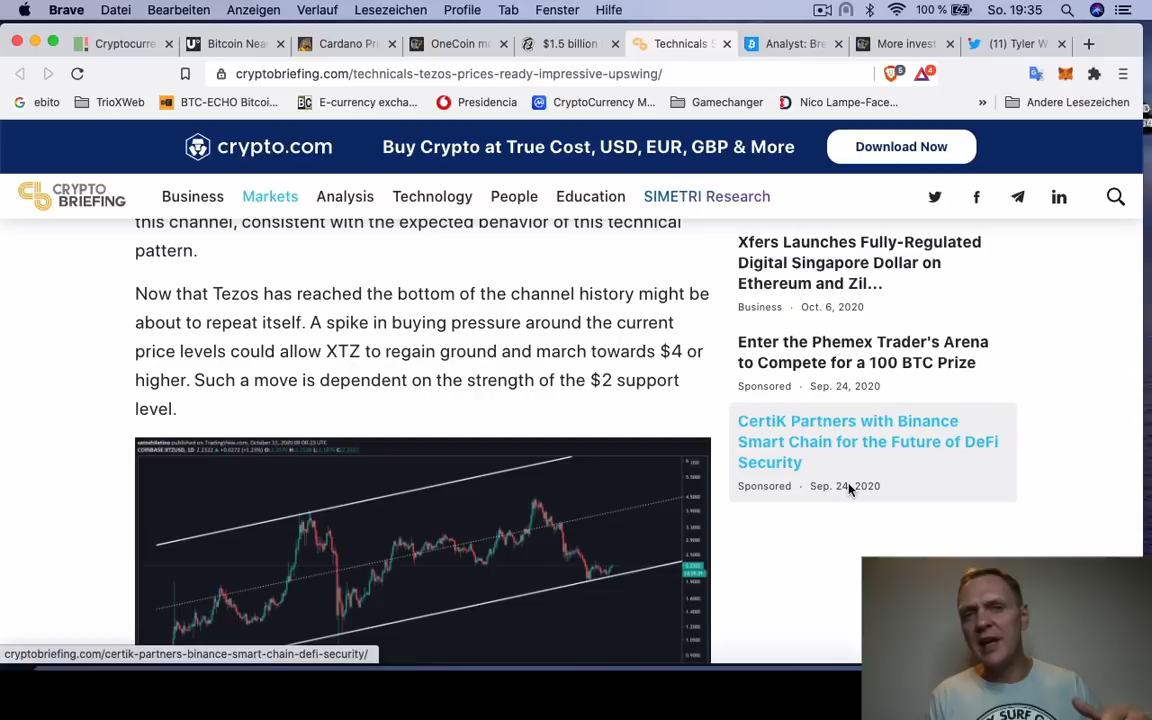 Brave Datei Bearbeiten Anzeigen Verlauf Lesezeichen Profile Tab Fenster Hilfe 100 % So. 19:35
Cryptocurre Bitcoin Nea Cardano Pri OneCoin m $1.5 billion Technicals S Analyst: Bre More invest (11) Tyler W
cryptobriefing.com/technicals-tezos-prices-ready-impressive-upswing/ 5 4
ebito TrioXWeb BTC-ECHO Bitcoi... E-currency excha... Presidencia CryptoCurrency M... Gamechanger Nico Lampe-Face... » Andere Lesezeichen
crypto.com Buy Crypto at True Cost, USD, EUR, GBP & More Download Now
CRYPTO
BRIEFING
Business Markets Analysis Technology People Education SIMETRI Research
this channel, consistent with the expected behavior of this technical
pattern.
Now that Tezos has reached the bottom of the channel history might be
about to repeat itself. A spike in buying pressure around the current
price levels could allow XTZ to regain ground and march towards $4 or
higher. Such a move is dependent on the strength of the $2 support
level.
Xfers Launches Fully-Regulated
Digital Singapore Dollar on
Ethereum and Zil...
Business · Oct. 6, 2020
Enter the Phemex Trader's Arena
to Compete for a 100 BTC Prize
Sponsored · Sep. 24, 2020
CertiK Partners with Binance
Smart Chain for the Future of DeFi
Security
Sponsored · Sep. 24, 2020
cryptobriefing.com/certik-partners-binance-smart-chain-defi-security/
SURF